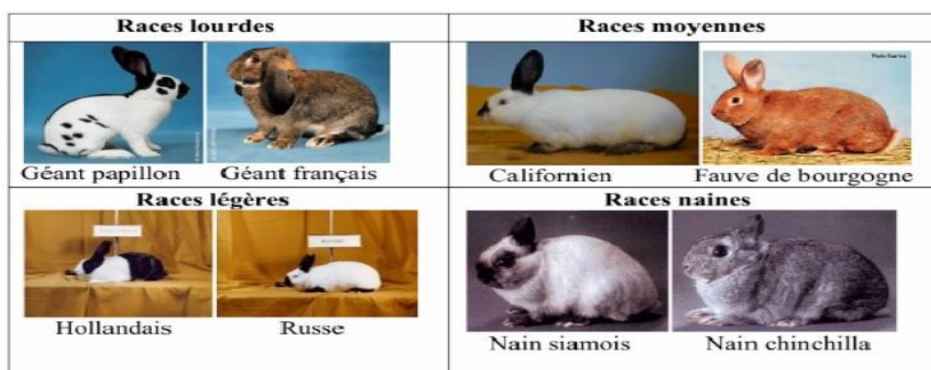 Races lourdes
Races moyennes
Géant papillon
Géant français
Californien
Fauve de bourgogne
Races légères
Races naines
Hollandais
Russe
Nain siamois
Nain chinchilla